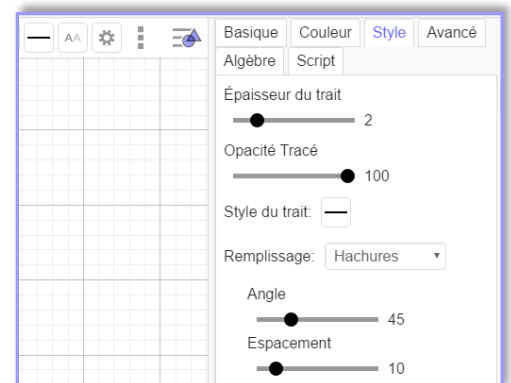 AA
Basique Couleur Style Avancé
Algèbre Script
Épaisseur du trait
2
Opacité Tracé
100
Style du trait:
Remplissage: Hachures
Angle
45
Espacement
10